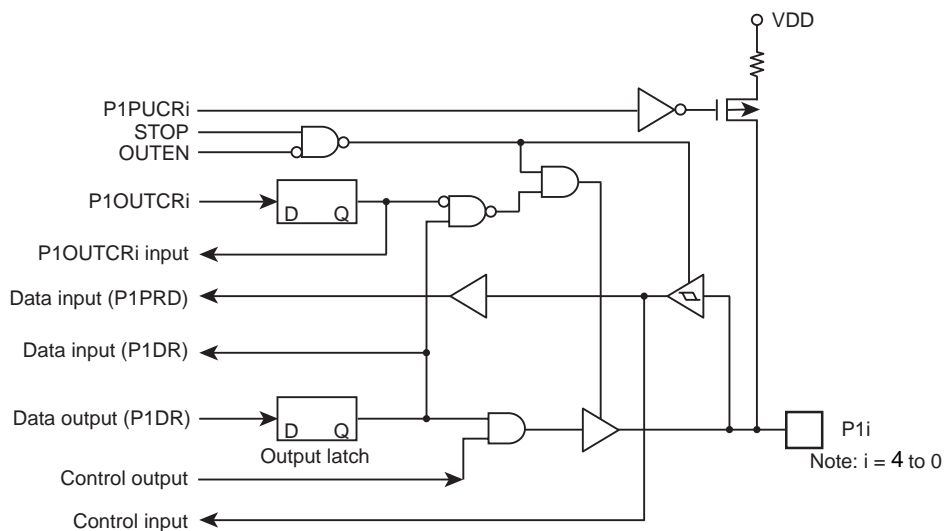 VDD
P1PUCRi
STOP
OUTEN
P1OUTCRi
D Q
P1OUTCRi input
Data input (P1PRD)
Data input (P1DR)
Data output (P1DR)
D Q
Output latch
P1i
Note: i = 4 to 0
Control output
Control input